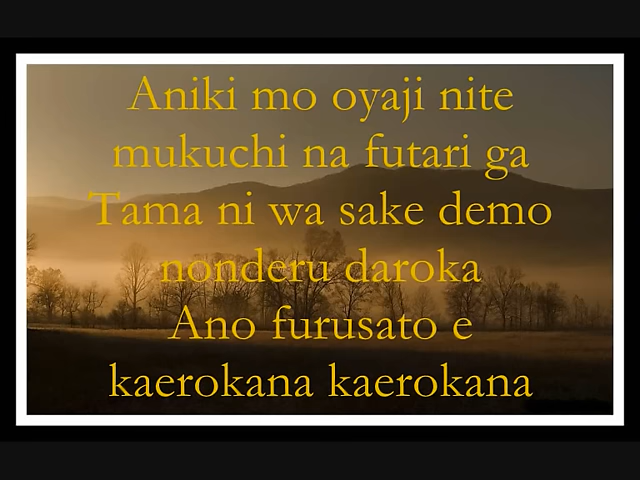 Aniki mo oyaji nite
mukuchi na futari ga
Tama ni wa sake demo
nonderu daroka
Ano furusato e
kaerokana kaerokana